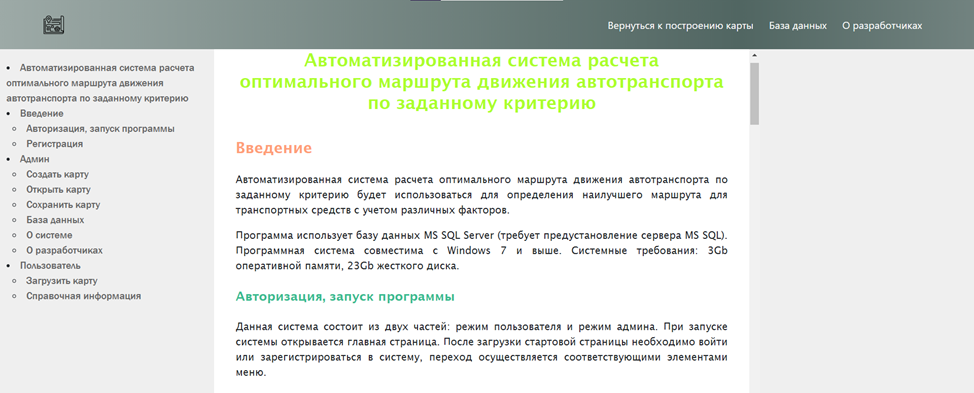 Вернуться к построению карты База данных О разработчиках
Автоматизированная система расчета
оптимального маршрута движения
автотранспорта по заданному критерию
Введение
Авторизация, запуск программы
Регистрация
Админ
Создать карту
Открыть карту
Сохранить карту
База данных
О системе
О разработчиках
Пользователь
Загрузить карту
Справочная информация
Автоматизированная система расчета
оптимального маршрута движения автотранспорта
по заданному критерию
Введение
Автоматизированная система расчета оптимального маршрута движения автотранспорта по
заданному критерию будет использоваться для определения наилучшего маршрута для
транспортных средств с учетом различных факторов.
Программа использует базу данных MS SQL Server (требует предустановление сервера MS SQL).
Программная система совместима с Windows 7 и выше. Системные требования: 3Gb
оперативной памяти, 23Gb жесткого диска.
Авторизация, запуск программы
Данная система состоит из двух частей: режим пользователя и режим админа. При запуске
системы открывается главная страница. После загрузки стартовой страницы необходимо войти
или зарегистрироваться в систему, переход осуществляется соответствующими элементами
меню.